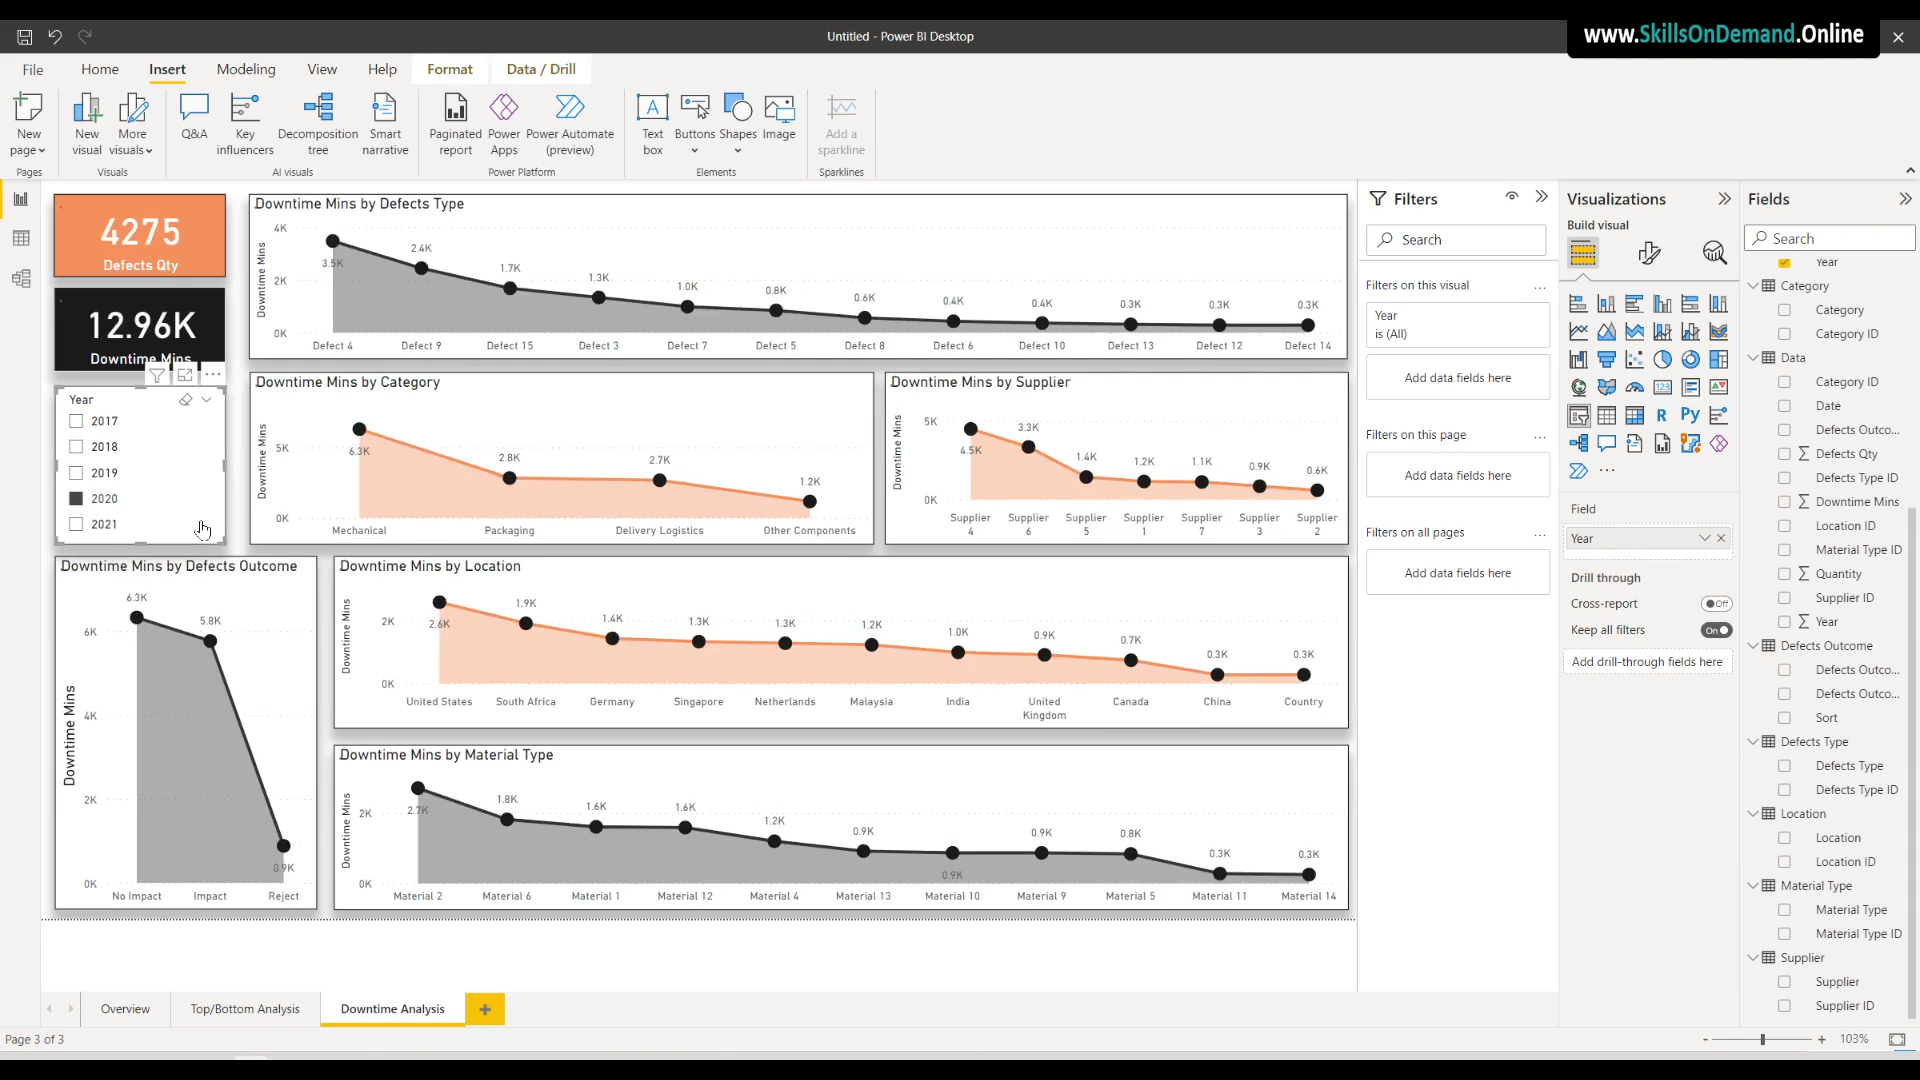 Untitled - Power BI Desktop
www.SkillsOnDemand.Online
File Home Insert Modeling View Help Format Data / Drill
New page
New visual
More visuals
Q&A
Key influencers
Decomposition tree
Smart narrative
Paginated report
Power Apps
Power Automate (preview)
Text box
Buttons
Shapes
Image
Add a sparkline
Pages Visuals AI visuals Power Platform Elements Sparklines
4275
Defects Qty
12.96K
Downtime Mins
Year
2017
2018
2019
2020
2021
Downtime Mins by Defects Type
Downtime Mins
4K
2K
0K
3.5K 2.4K 1.7K 1.3K 1.0K 0.8K 0.6K 0.4K 0.4K 0.3K 0.3K 0.3K
Defect 4 Defect 9 Defect 15 Defect 3 Defect 7 Defect 5 Defect 8 Defect 6 Defect 10 Defect 13 Defect 12 Defect 14
Downtime Mins by Category
Downtime Mins
5K
0K
6.3K 2.8K 2.7K 1.2K
Mechanical Packaging Delivery Logistics Other Components
Downtime Mins by Supplier
Downtime Mins
5K
0K
4.5K 3.3K 1.4K 1.2K 1.1K 0.9K 0.6K
Supplier 4 Supplier 6 Supplier 5 Supplier 1 Supplier 7 Supplier 3 Supplier 2
Downtime Mins by Defects Outcome
Downtime Mins
6K
4K
2K
0K
6.3K 5.8K 0.9K
No Impact Impact Reject
Downtime Mins by Location
Downtime Mins
2K
0K
2.6K 1.9K 1.4K 1.3K 1.3K 1.2K 1.0K 0.9K 0.7K 0.3K 0.3K
United States South Africa Germany Singapore Netherlands Malaysia India United Kingdom Canada China Country
Downtime Mins by Material Type
Downtime Mins
2K
0K
2.7K 1.8K 1.6K 1.6K 1.2K 0.9K 0.9K 0.9K 0.8K 0.3K 0.3K
Material 2 Material 6 Material 1 Material 12 Material 4 Material 13 Material 10 Material 9 Material 5 Material 11 Material 14
Filters
Search
Filters on this visual ...
Year
is (All)
Add data fields here
Filters on this page ...
Add data fields here
Filters on all pages ...
Add data fields here
Visualizations
Build visual
123
R Py
...
Field
Year
Drill through
Cross-report Off
Keep all filters On
Add drill-through fields here
Fields
Search
Year
Category
Category
Category ID
Data
Category ID
Date
Defects Outco...
Σ Defects Qty
Defects Type ID
Σ Downtime Mins
Location ID
Material Type ID
Σ Quantity
Supplier ID
Σ Year
Defects Outcome
Defects Outco...
Defects Outco...
Sort
Defects Type
Defects Type
Defects Type ID
Location
Location
Location ID
Material Type
Material Type
Material Type ID
Supplier
Supplier
Supplier ID
Overview Top/Bottom Analysis Downtime Analysis +
Page 3 of 3
- + 103%